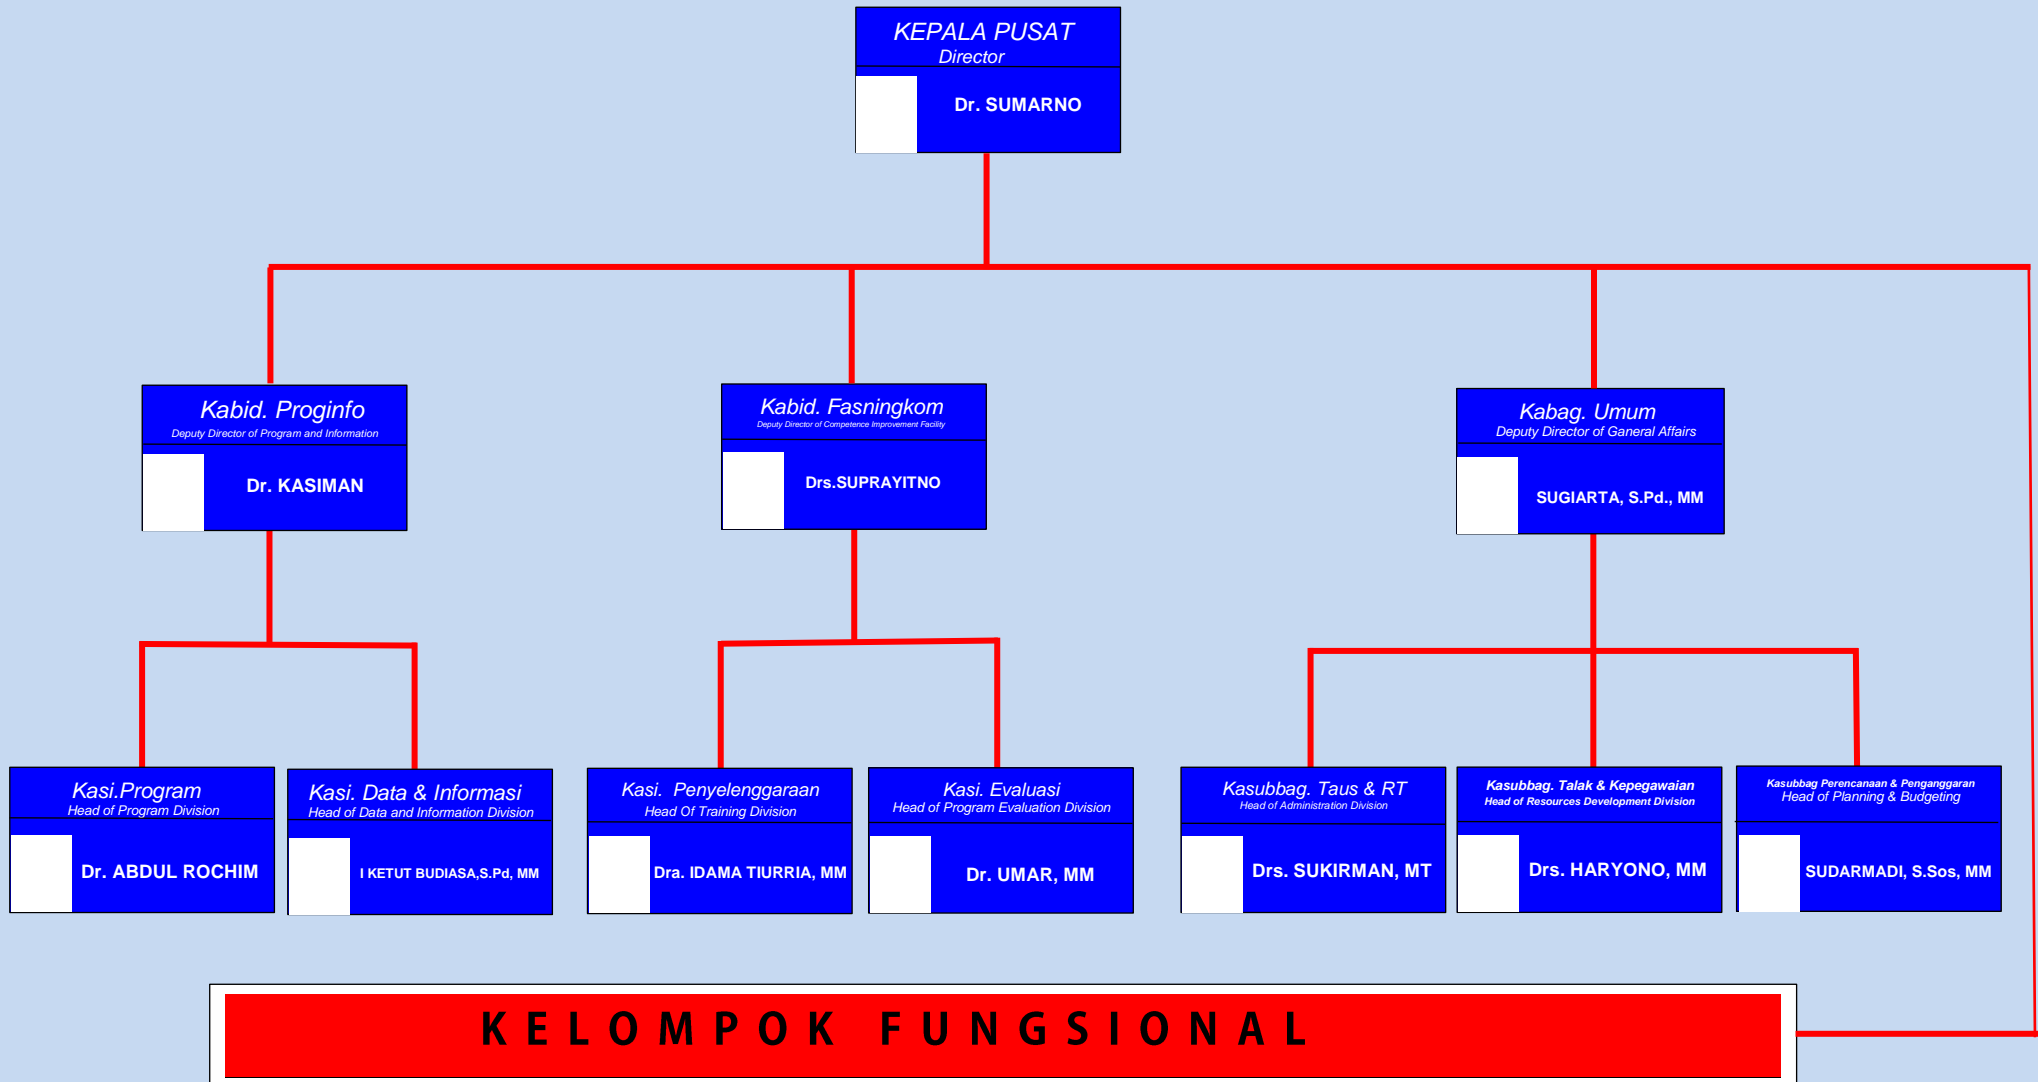 KEPALA PUSAT
Director
Dr. SUMARNO
Kabid. Proginfo
Deputy Director of Program and Information
Dr. KASIMAN
Kabid. Fasningkom
Deputy Director of Competence Improvement Facility
Drs.SUPRAYITNO
Kabag. Umum
Deputy Director of Ganeral Affairs
SUGIARTA, S.Pd., MM
Kasi.Program
Head of Program Division
Dr. ABDUL ROCHIM
Kasi. Data & Informasi
Head of Data and Information Division
I KETUT BUDIASA,S.Pd, MM
Kasi. Penyelenggaraan
Head Of Training Division
Dra. IDAMA TIURRIA, MM
Kasi. Evaluasi
Head of Program Evaluation Division
Dr. UMAR, MM
Kasubbag. Taus & RT
Head of Administration Division
Drs. SUKIRMAN, MT
Kasubbag. Talak & Kepegawaian
Head of Resources Development Division
Drs. HARYONO, MM
Kasubbag Perencanaan & Penganggaran
Head of Planning & Budgeting
SUDARMADI, S.Sos, MM
KELOMPOK FUNGSIONAL